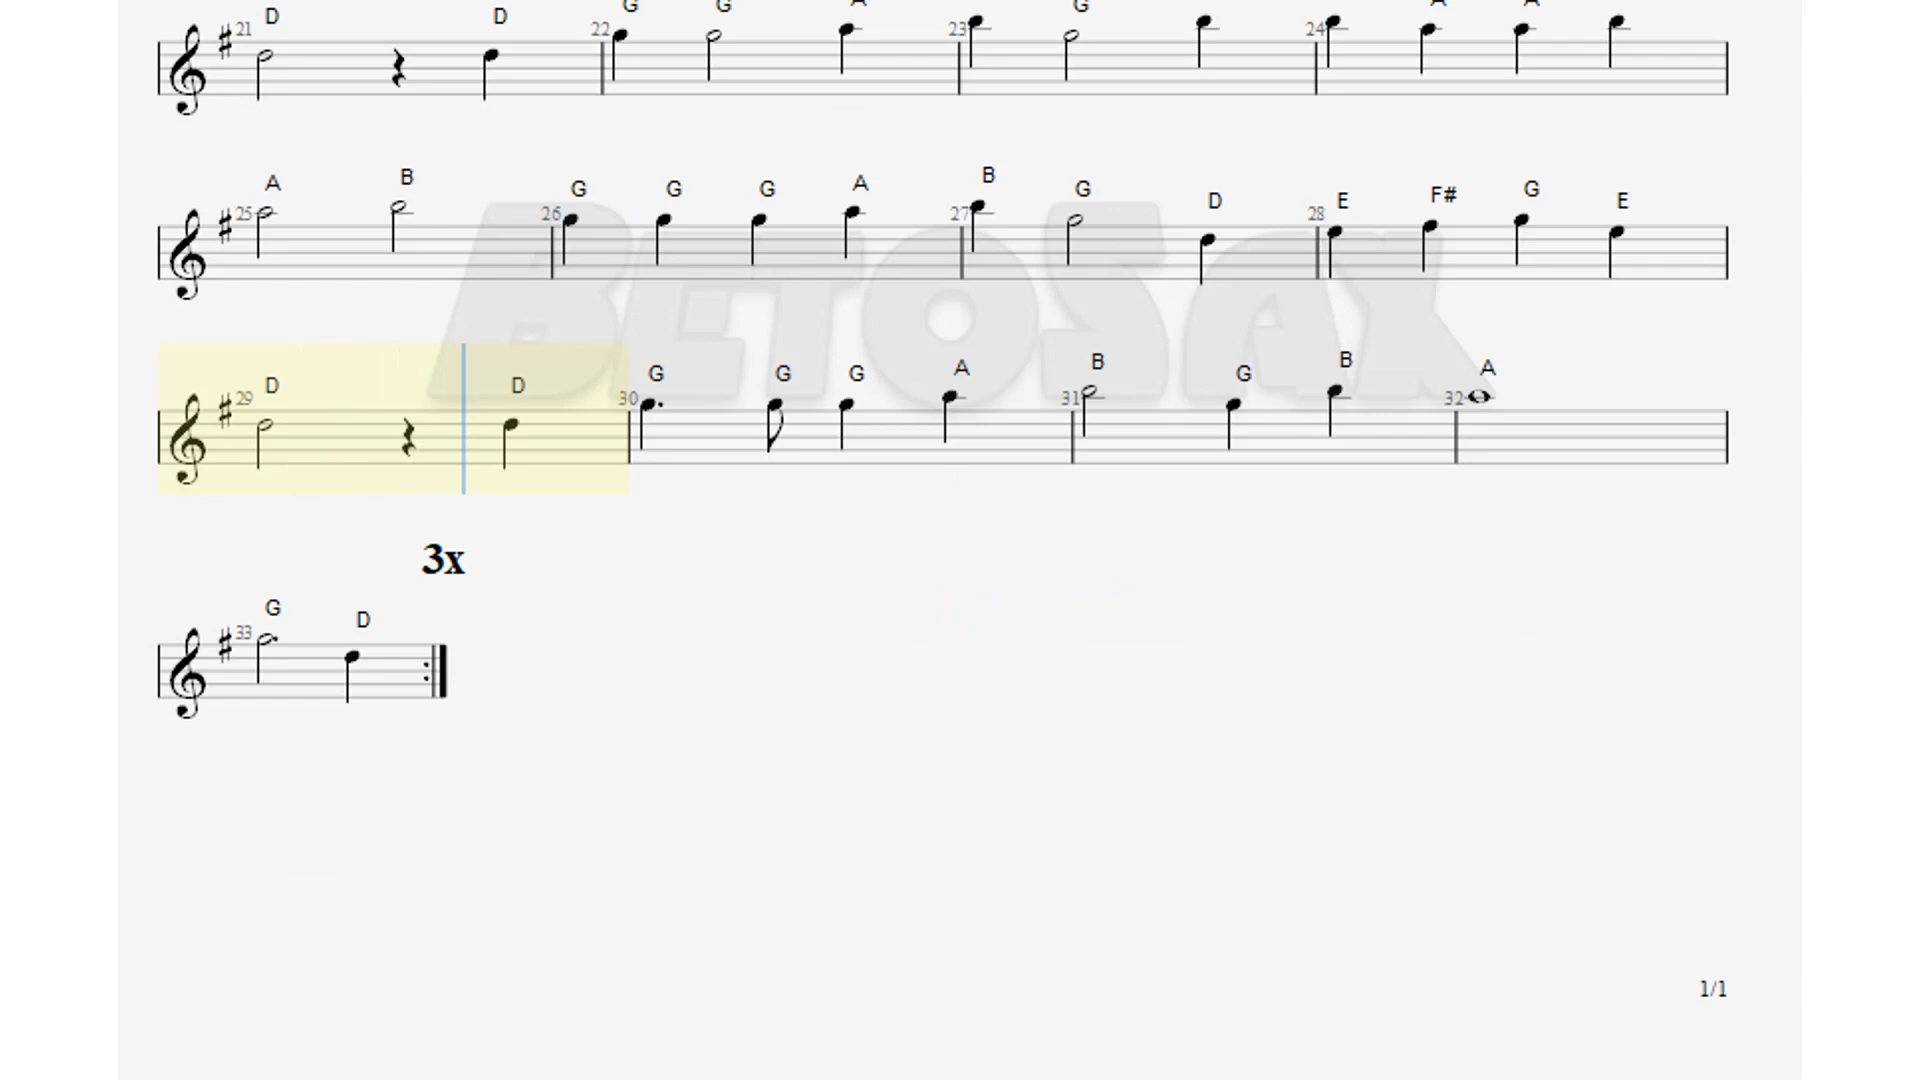 G G A G A A
D D
21 22 23 24
A B G G G A B G D E F# G E
25 26 27 28
BETOSAX
D D G G G A B G B A
29 30 31 32
3x
G D
33
1/1